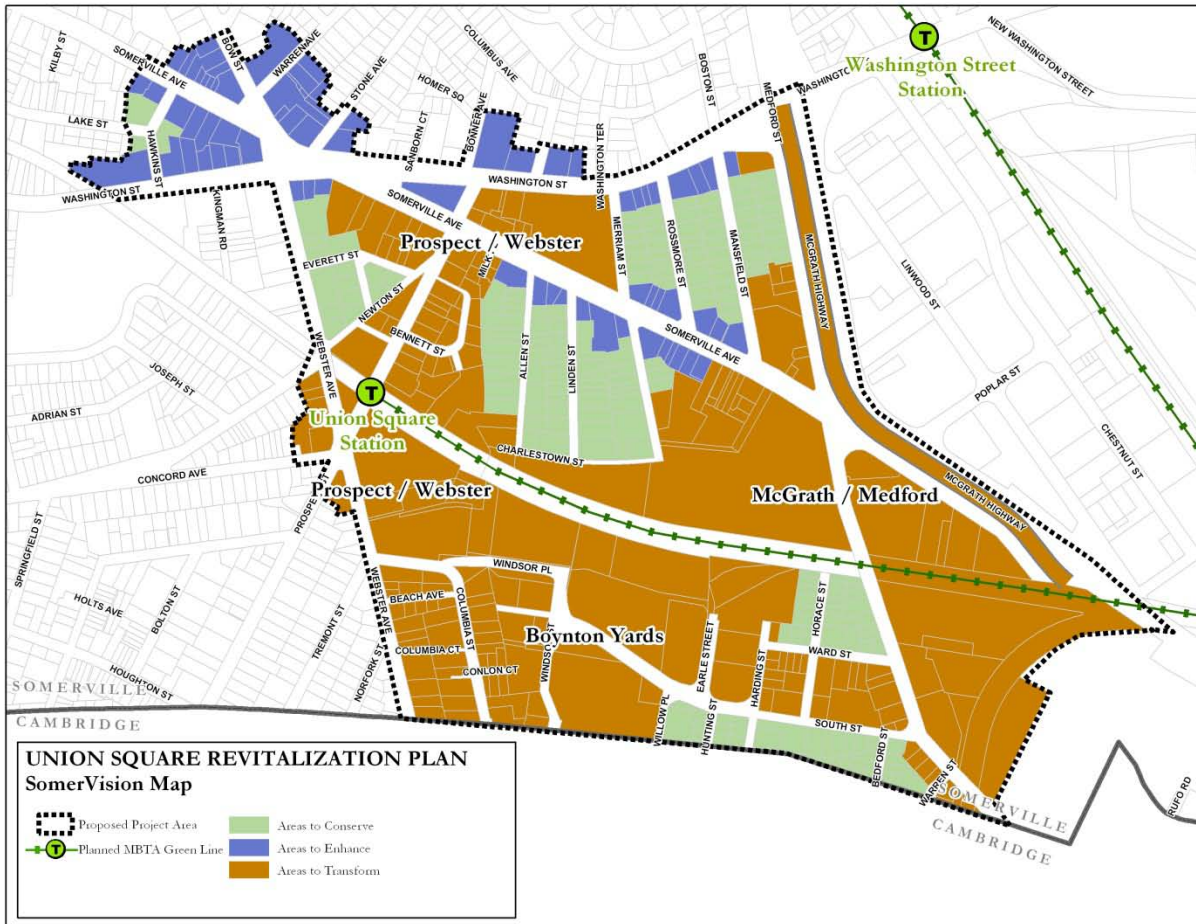 KILBY ST
SOMERVILLE AVE
BOW ST
WARREN AVE
STONE AVE
COLUMBUS AVE
HOMER SQ
SANBORN CT
BONNER AVE
BOSTON ST
MEDFORD ST
WASHINGTON
NEW WASHINGTON STREET
T
Washington Street
Station
LAKE ST
HAWKINS ST
WASHINGTON ST
KINGMAN RD
WASHINGTON ST
WASHINGTON TER
SOMERVILLE AVE
Prospect / Webster
MILK
MERRIAM ST
ROSSMORE ST
MANSFIELD ST
MCGRATH HIGHWAY
LINWOOD ST
EVERETT ST
NEWTON ST
BENNETT ST
WEBSTER AVE
ALLEN ST
LINDEN ST
SOMERVILLE AVE
JOSEPH ST
ADRIAN ST
T
Union Square
Station
POPLAR ST
CHESTNUT ST
CHARLESTOWN ST
CONCORD AVE
Prospect / Webster
PROSPECT ST
McGrath / Medford
MCGRATH HIGHWAY
SPRINGFIELD ST
HOLTS AVE
BOLTON ST
TREMONT ST
HOUGHTON ST
NORFORK ST
WEBSTER AVE
WINDSOR PL
BEACH AVE
COLUMBIA ST
COLUMBIA CT
CONLON CT
WINDSOR ST
Boynton Yards
EARLE STREET
HARDING ST
HORACE ST
WARD ST
WILLOW PL
HUNTING ST
SOUTH ST
BEDFORD ST
WARREN ST
SOMERVILLE
CAMBRIDGE
SOMERVILLE
CAMBRIDGE
RUFO RD
UNION SQUARE REVITALIZATION PLAN
SomerVision Map
Proposed Project Area
T
Planned MBTA Green Line
Areas to Conserve
Areas to Enhance
Areas to Transform